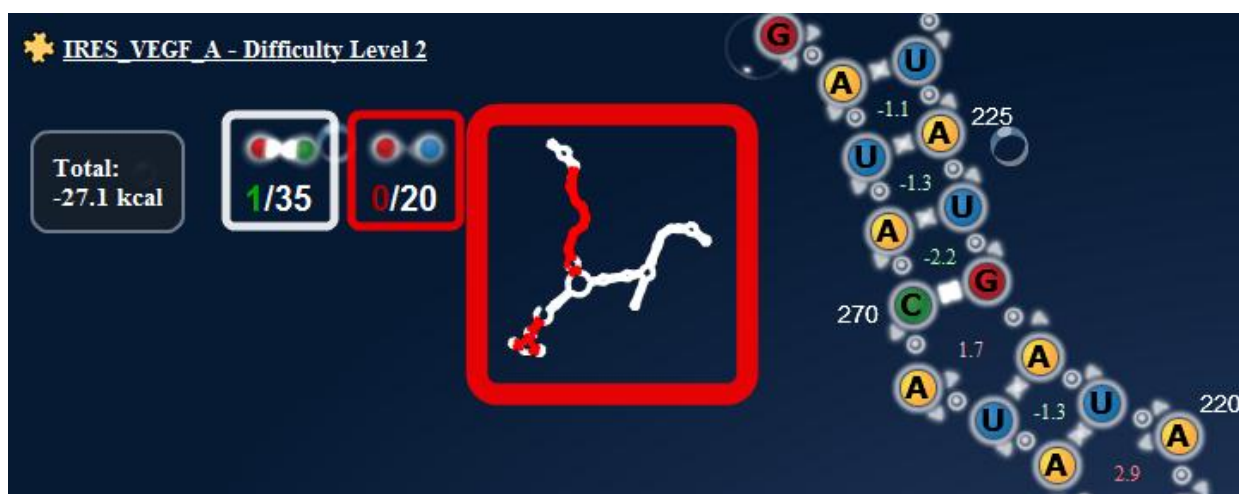 IRES_VEGF_A - Difficulty Level 2
Total:
-27.1 kcal
1/35
0/20
G
U
A
-1.1
A
225
U
-1.3
U
A
-2.2
G
C
270
1.7
A
A
-1.3
U
U
A
220
A
2.9